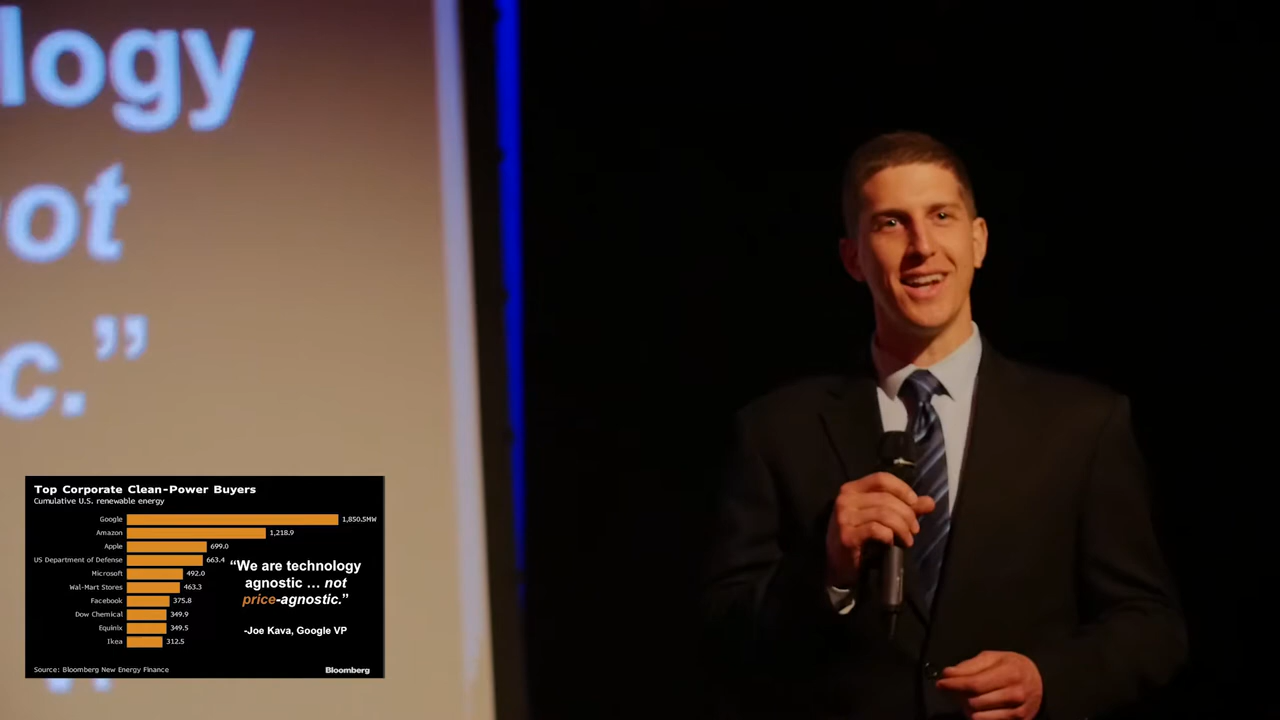 logy
ot
c.”
Top Corporate Clean-Power Buyers
Cumulative U.S. renewable energy
Google 1,850.5MW
Amazon 1,218.9
Apple 699.0
US Department of Defense 663.4
Microsoft 492.0
Wal-Mart Stores 463.3
Facebook 375.8
Dow Chemical 349.9
Equinix 349.5
Ikea 312.5
“We are technology
agnostic ... not
price-agnostic.”
-Joe Kava, Google VP
Source: Bloomberg New Energy Finance
Bloomberg